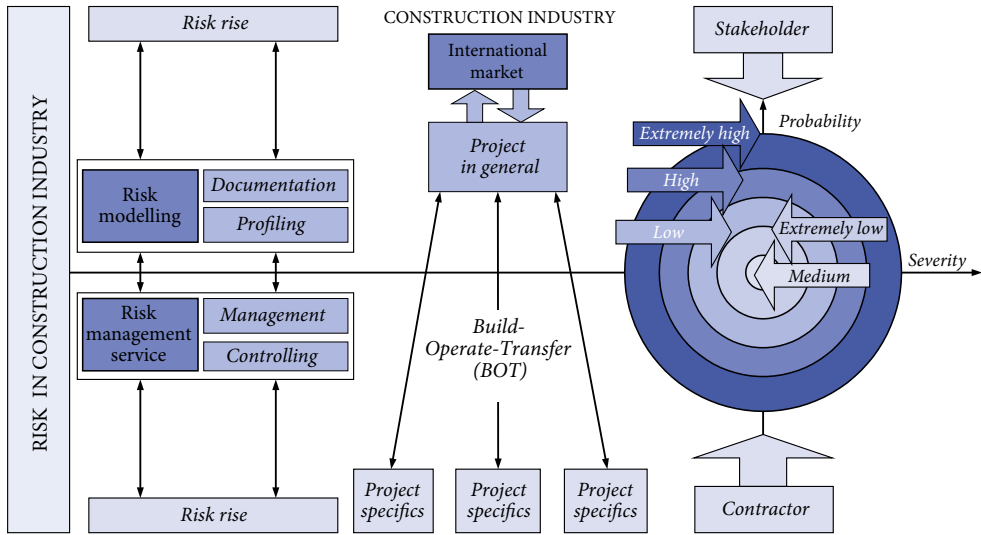 RISK IN CONSTRUCTION INDUSTRY
Risk rise
Risk
modelling
Documentation
Profiling
Risk
management
service
Management
Controlling
Risk rise
CONSTRUCTION INDUSTRY
International
market
Project
in general
Build-
Operate-Transfer
(BOT)
Project
specifics
Project
specifics
Project
specifics
Stakeholder
Probability
Extremely high
High
Low
Extremely low
Medium
Severity
Contractor